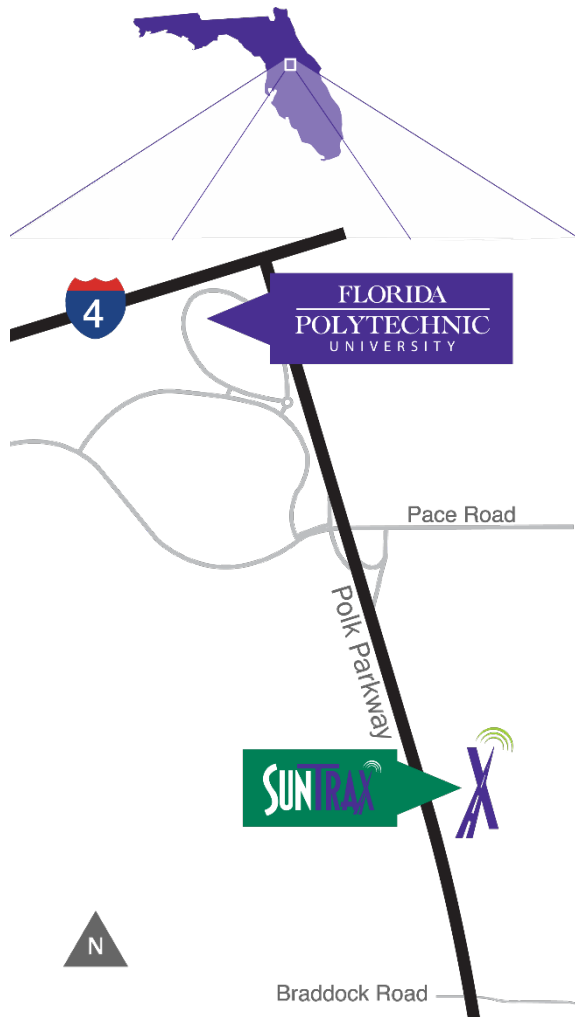 4
FLORIDA
POLYTECHNIC
UNIVERSITY
Pace Road
Polk Parkway
SUNTRAX
N
Braddock Road